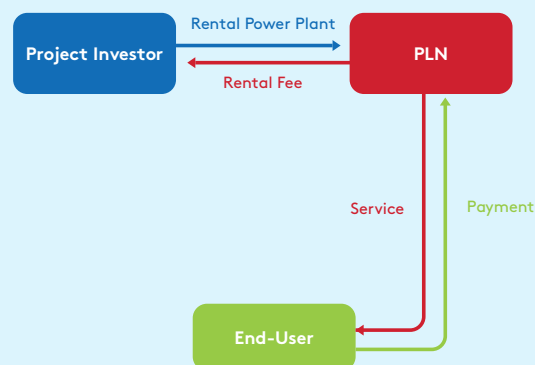 Rental Power Plant
Project Investor
PLN
Rental Fee
Service
Payment
End-User